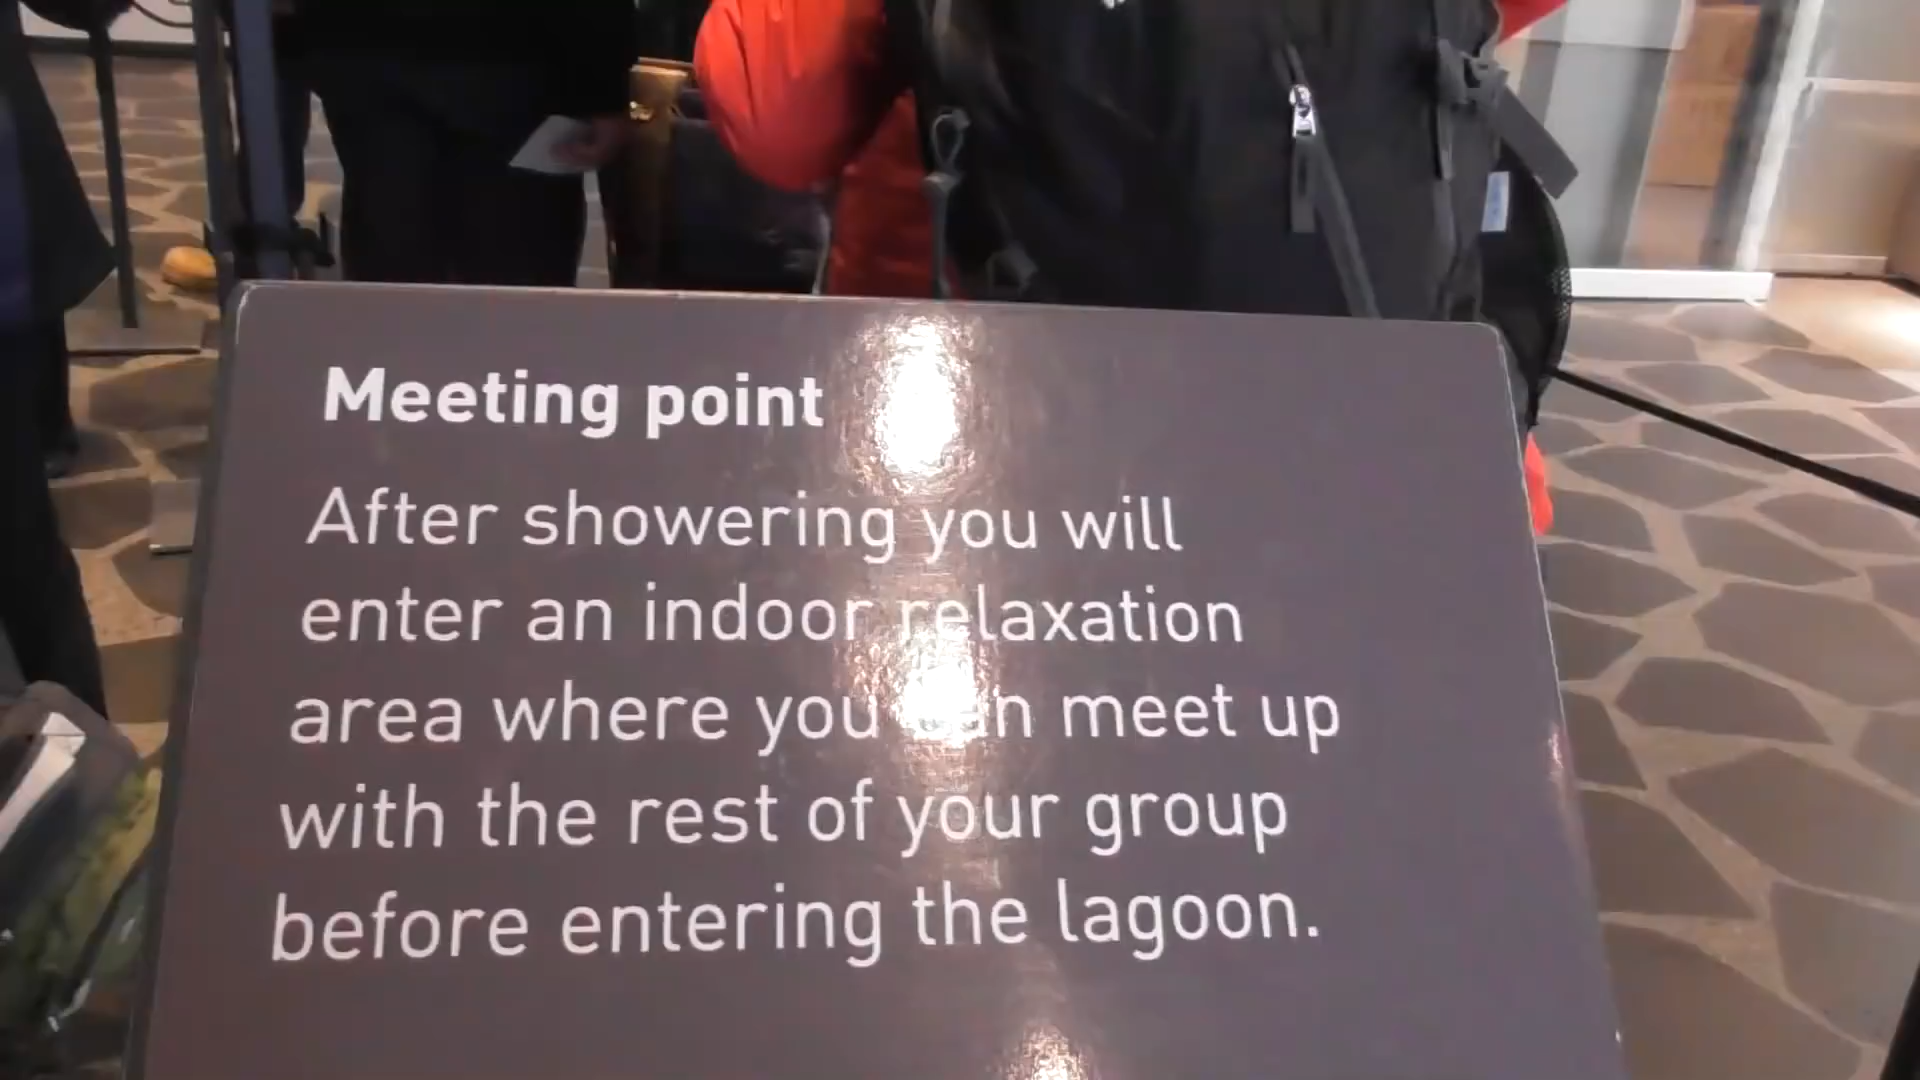 Meeting point
After showering you will
enter an indoor relaxation
area where you can meet up
with the rest of your group
before entering the lagoon.